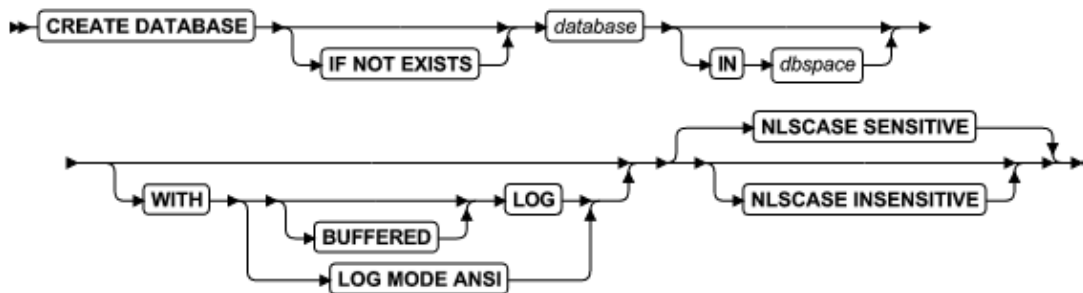 CREATE DATABASE database
IF NOT EXISTS IN dbspace
NLSCASE SENSITIVE
WITH LOG NLSCASE INSENSITIVE
BUFFERED
LOG MODE ANSI